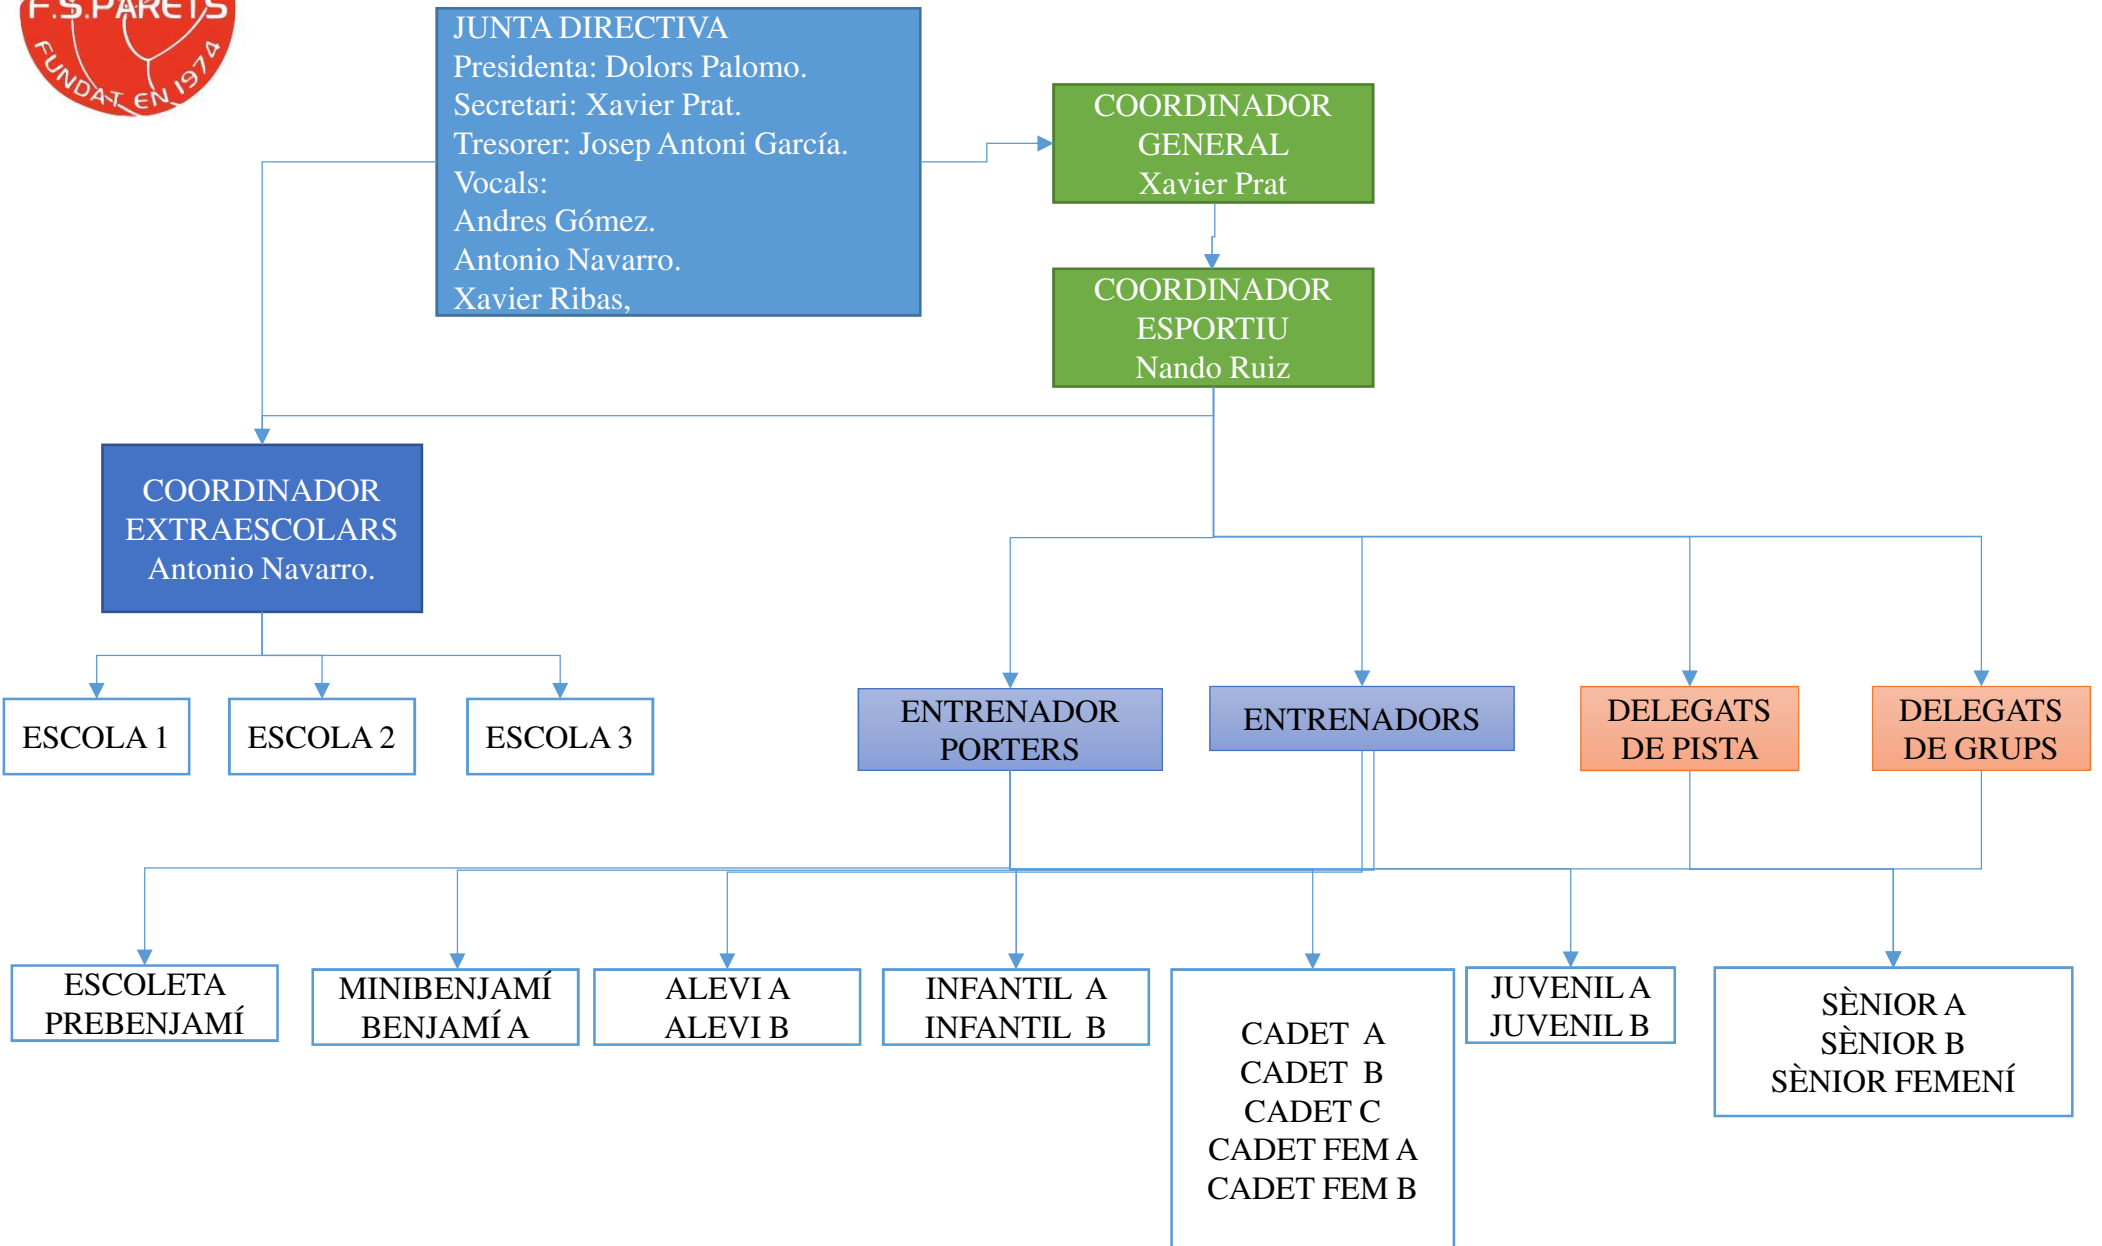 F.S.PARETS
FUNDAT EN 1974
JUNTA DIRECTIVA
Presidenta: Dolors Palomo.
Secretari: Xavier Prat.
Tresorer: Josep Antoni García.
Vocals:
Andres Gómez.
Antonio Navarro.
Xavier Ribas,
COORDINADOR
GENERAL
Xavier Prat
COORDINADOR
ESPORTIU
Nando Ruiz
COORDINADOR
EXTRAESCOLARS
Antonio Navarro.
ESCOLA 1
ESCOLA 2
ESCOLA 3
ENTRENADOR
PORTERS
ENTRENADORS
DELEGATS
DE PISTA
DELEGATS
DE GRUPS
ESCOLETA
PREBENJAMÍ
MINIBENJAMÍ
BENJAMÍ A
ALEVI A
ALEVI B
INFANTIL A
INFANTIL B
CADET A
CADET B
CADET C
CADET FEM A
CADET FEM B
JUVENIL A
JUVENIL B
SÈNIOR A
SÈNIOR B
SÈNIOR FEMENÍ